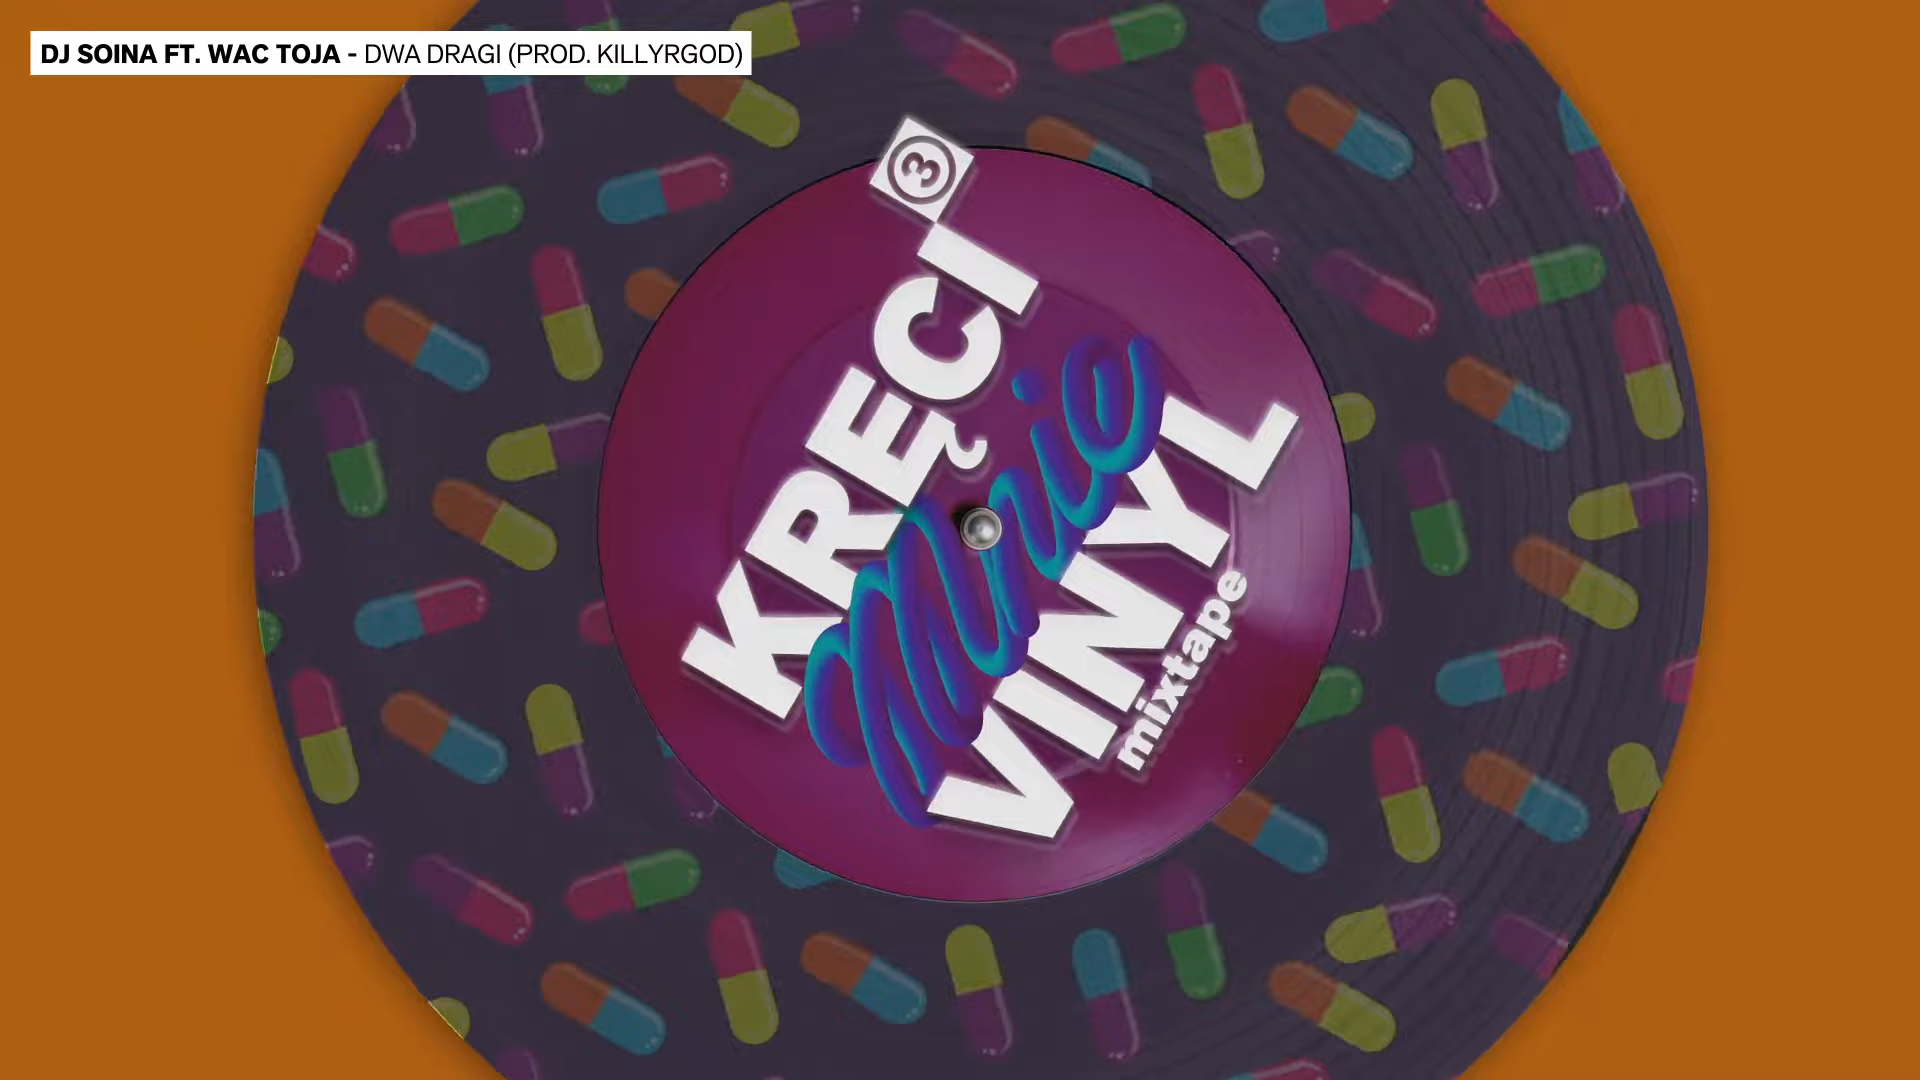 DJ SOINA FT. WAC TOJA - DWA DRAGI (PROD. KILLYRGOD)
KRĘCI 3
Mnie
VINYL
mixtape